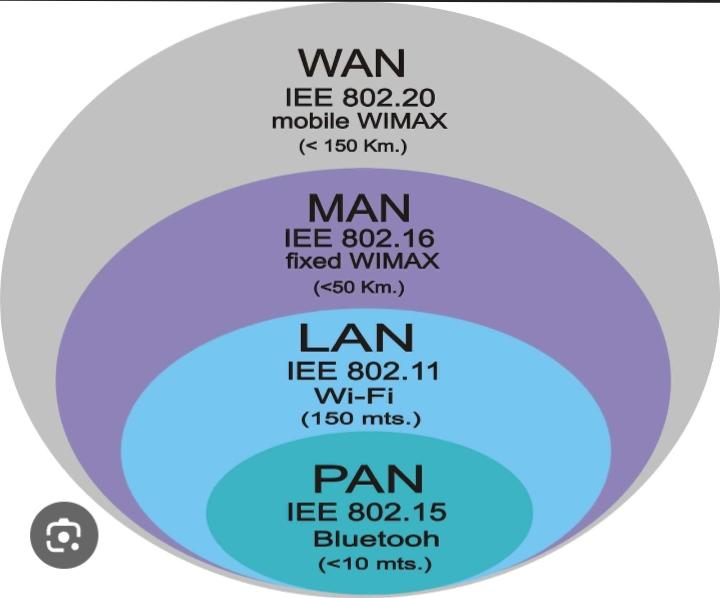 WAN
IEE 802.20
mobile WIMAX
(< 150 Km.)
MAN
IEE 802.16
fixed WIMAX
(<50 Km.)
LAN
IEE 802.11
Wi-Fi
(150 mts.)
PAN
IEE 802.15
Bluetooh
(<10 mts.)